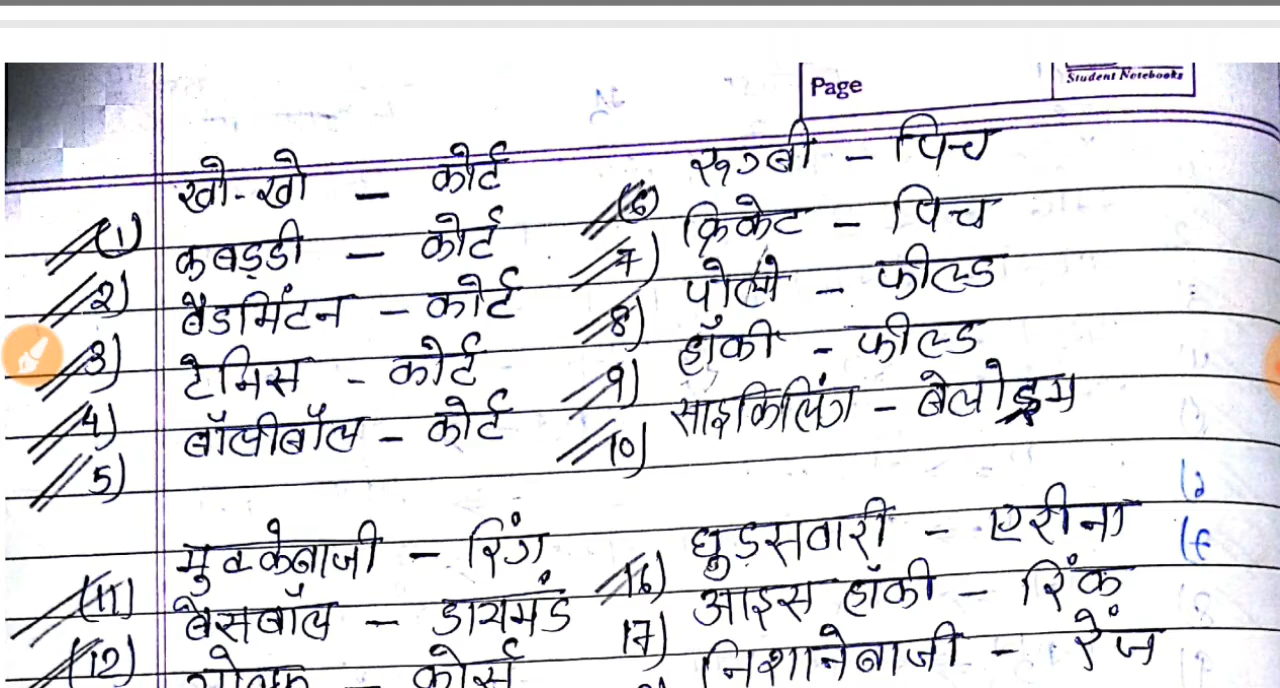 Page
Student Notebooks
(1) खो-खो - कोर्ट
2) कबड्डी - कोर्ट
3) बैडमिंटन - कोर्ट
4) टेनिस - कोर्ट
5) बॉलीबॉल - कोर्ट
(6) रुग्बी - पिच
7) क्रिकेट - पिच
8) पोलो - फील्ड
9) हॉकी - फील्ड
10) साइकिलिंग - बेलोड्रम
(11) मुक्केबाजी - रिंग
(12) बेसबॉल - डायमंड
गोल्फ - कोर्स
16) घुड़सवारी - एरीना
17) आइस हॉकी - रिंक
निशानेबाजी - रेंज